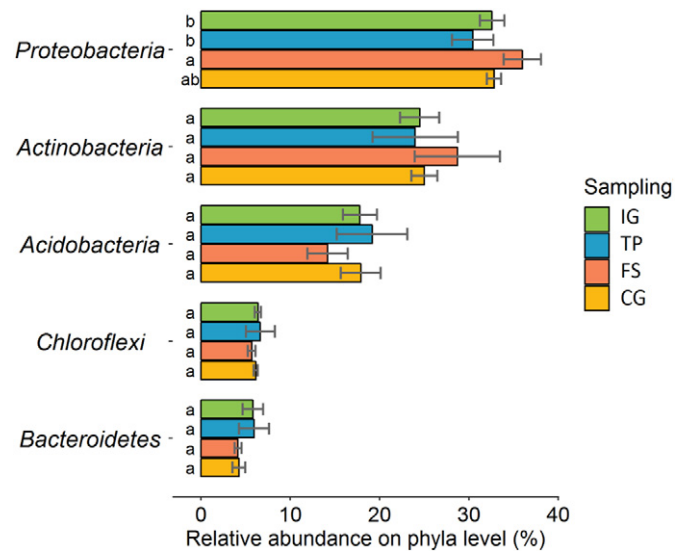 b
b
Proteobacteria
a
ab
a
a
Actinobacteria
a
a
Sampling
a
IG
a
TP
Acidobacteria
a
FS
a
CG
a
a
Chloroflexi
a
a
a
a
Bacteroidetes
a
a
0 10 20 30 40
Relative abundance on phyla level (%)